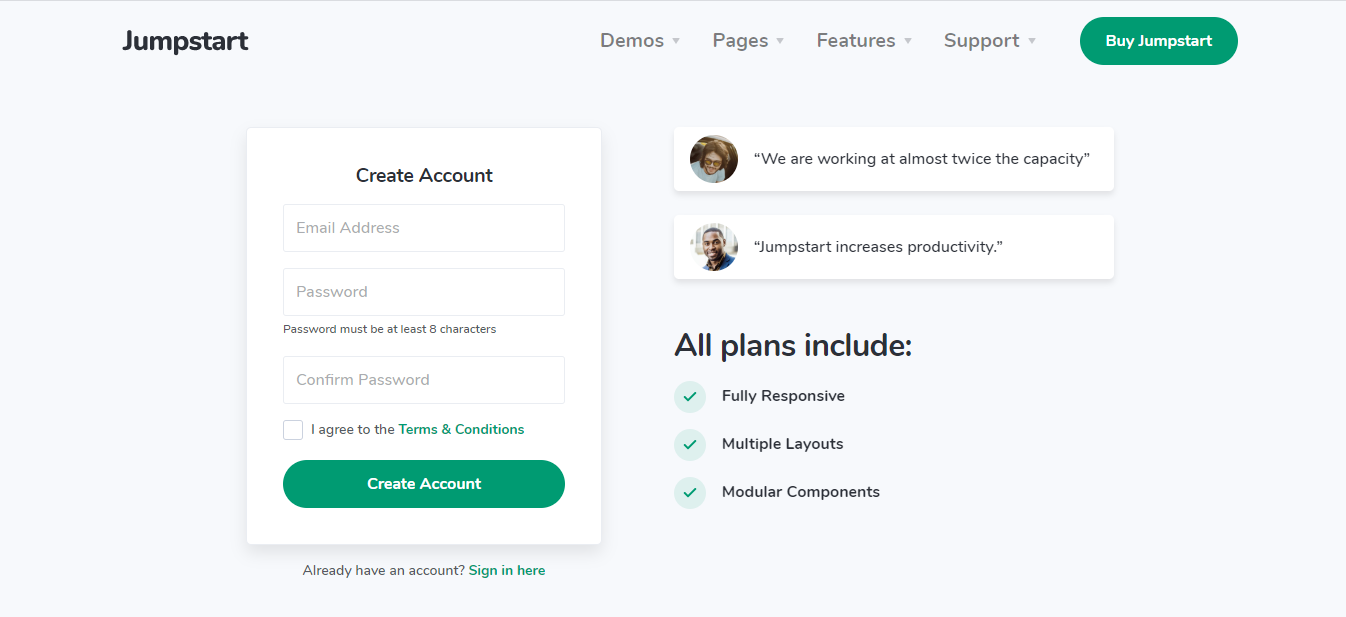 Jumpstart
Demos
Pages
Features
Support
Buy Jumpstart
Create Account
Email Address
Password
Password must be at least 8 characters
Confirm Password
I agree to the Terms & Conditions
Create Account
Already have an account? Sign in here
“We are working at almost twice the capacity”
“Jumpstart increases productivity.”
All plans include:
Fully Responsive
Multiple Layouts
Modular Components